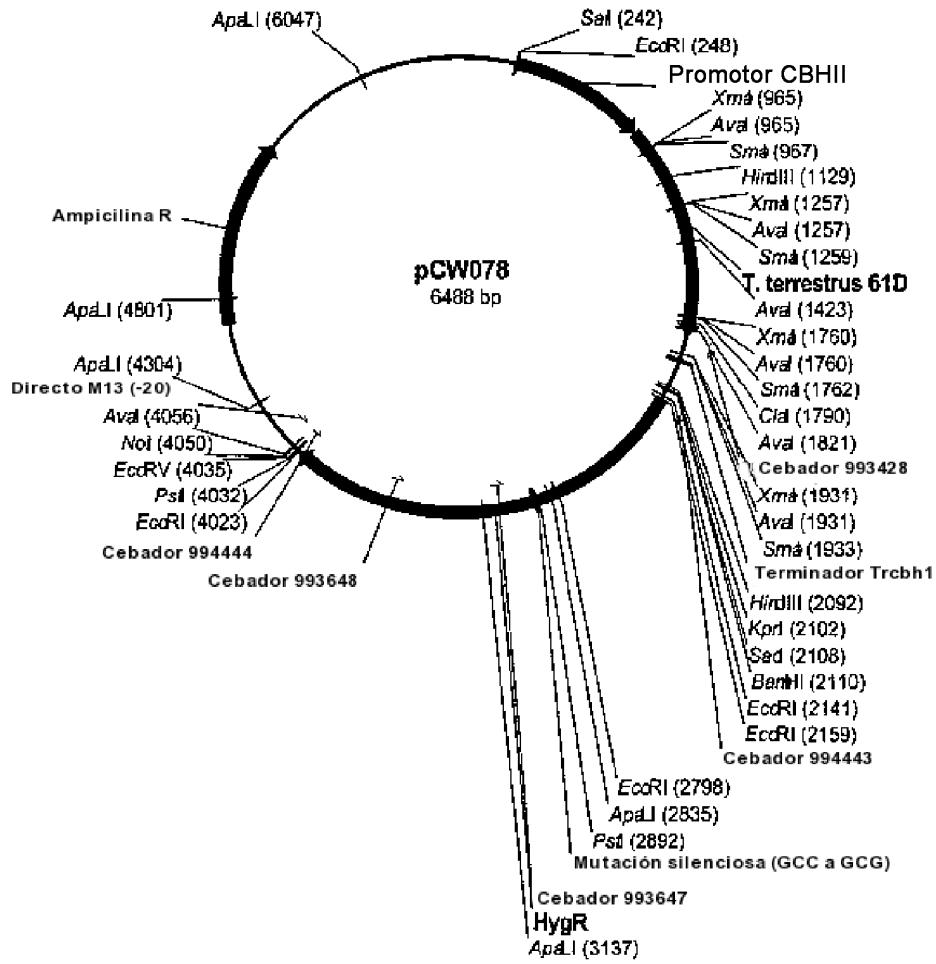 ApaLI (6047)
SalI (242)
EcoRI (248)
Promotor CBHII
XmaI (965)
AvaI (965)
SmaI (967)
HindIII (1129)
XmaI (1257)
AvaI (1257)
SmaI (1259)
T. terrestrus 61D
AvaI (1423)
XmaI (1760)
AvaI (1760)
SmaI (1762)
ClaI (1790)
AvaI (1821)
Cebador 993428
XmaI (1931)
AvaI (1931)
SmaI (1933)
Terminador Trcbh1
HindIII (2092)
KpnI (2102)
SacI (2108)
BamHI (2110)
EcoRI (2141)
EcoRI (2159)
Cebador 994443
EcoRI (2798)
ApaLI (2835)
PstI (2892)
Mutación silenciosa (GCC a GCG)
Cebador 993647
HygR
ApaLI (3137)
Cebador 993648
Cebador 994444
EcoRI (4023)
PstI (4032)
EcoRV (4035)
NotI (4050)
AvaI (4056)
Directo M13 (-20)
ApaLI (4304)
ApaLI (4801)
Ampicilina R
pCW078
6488 bp